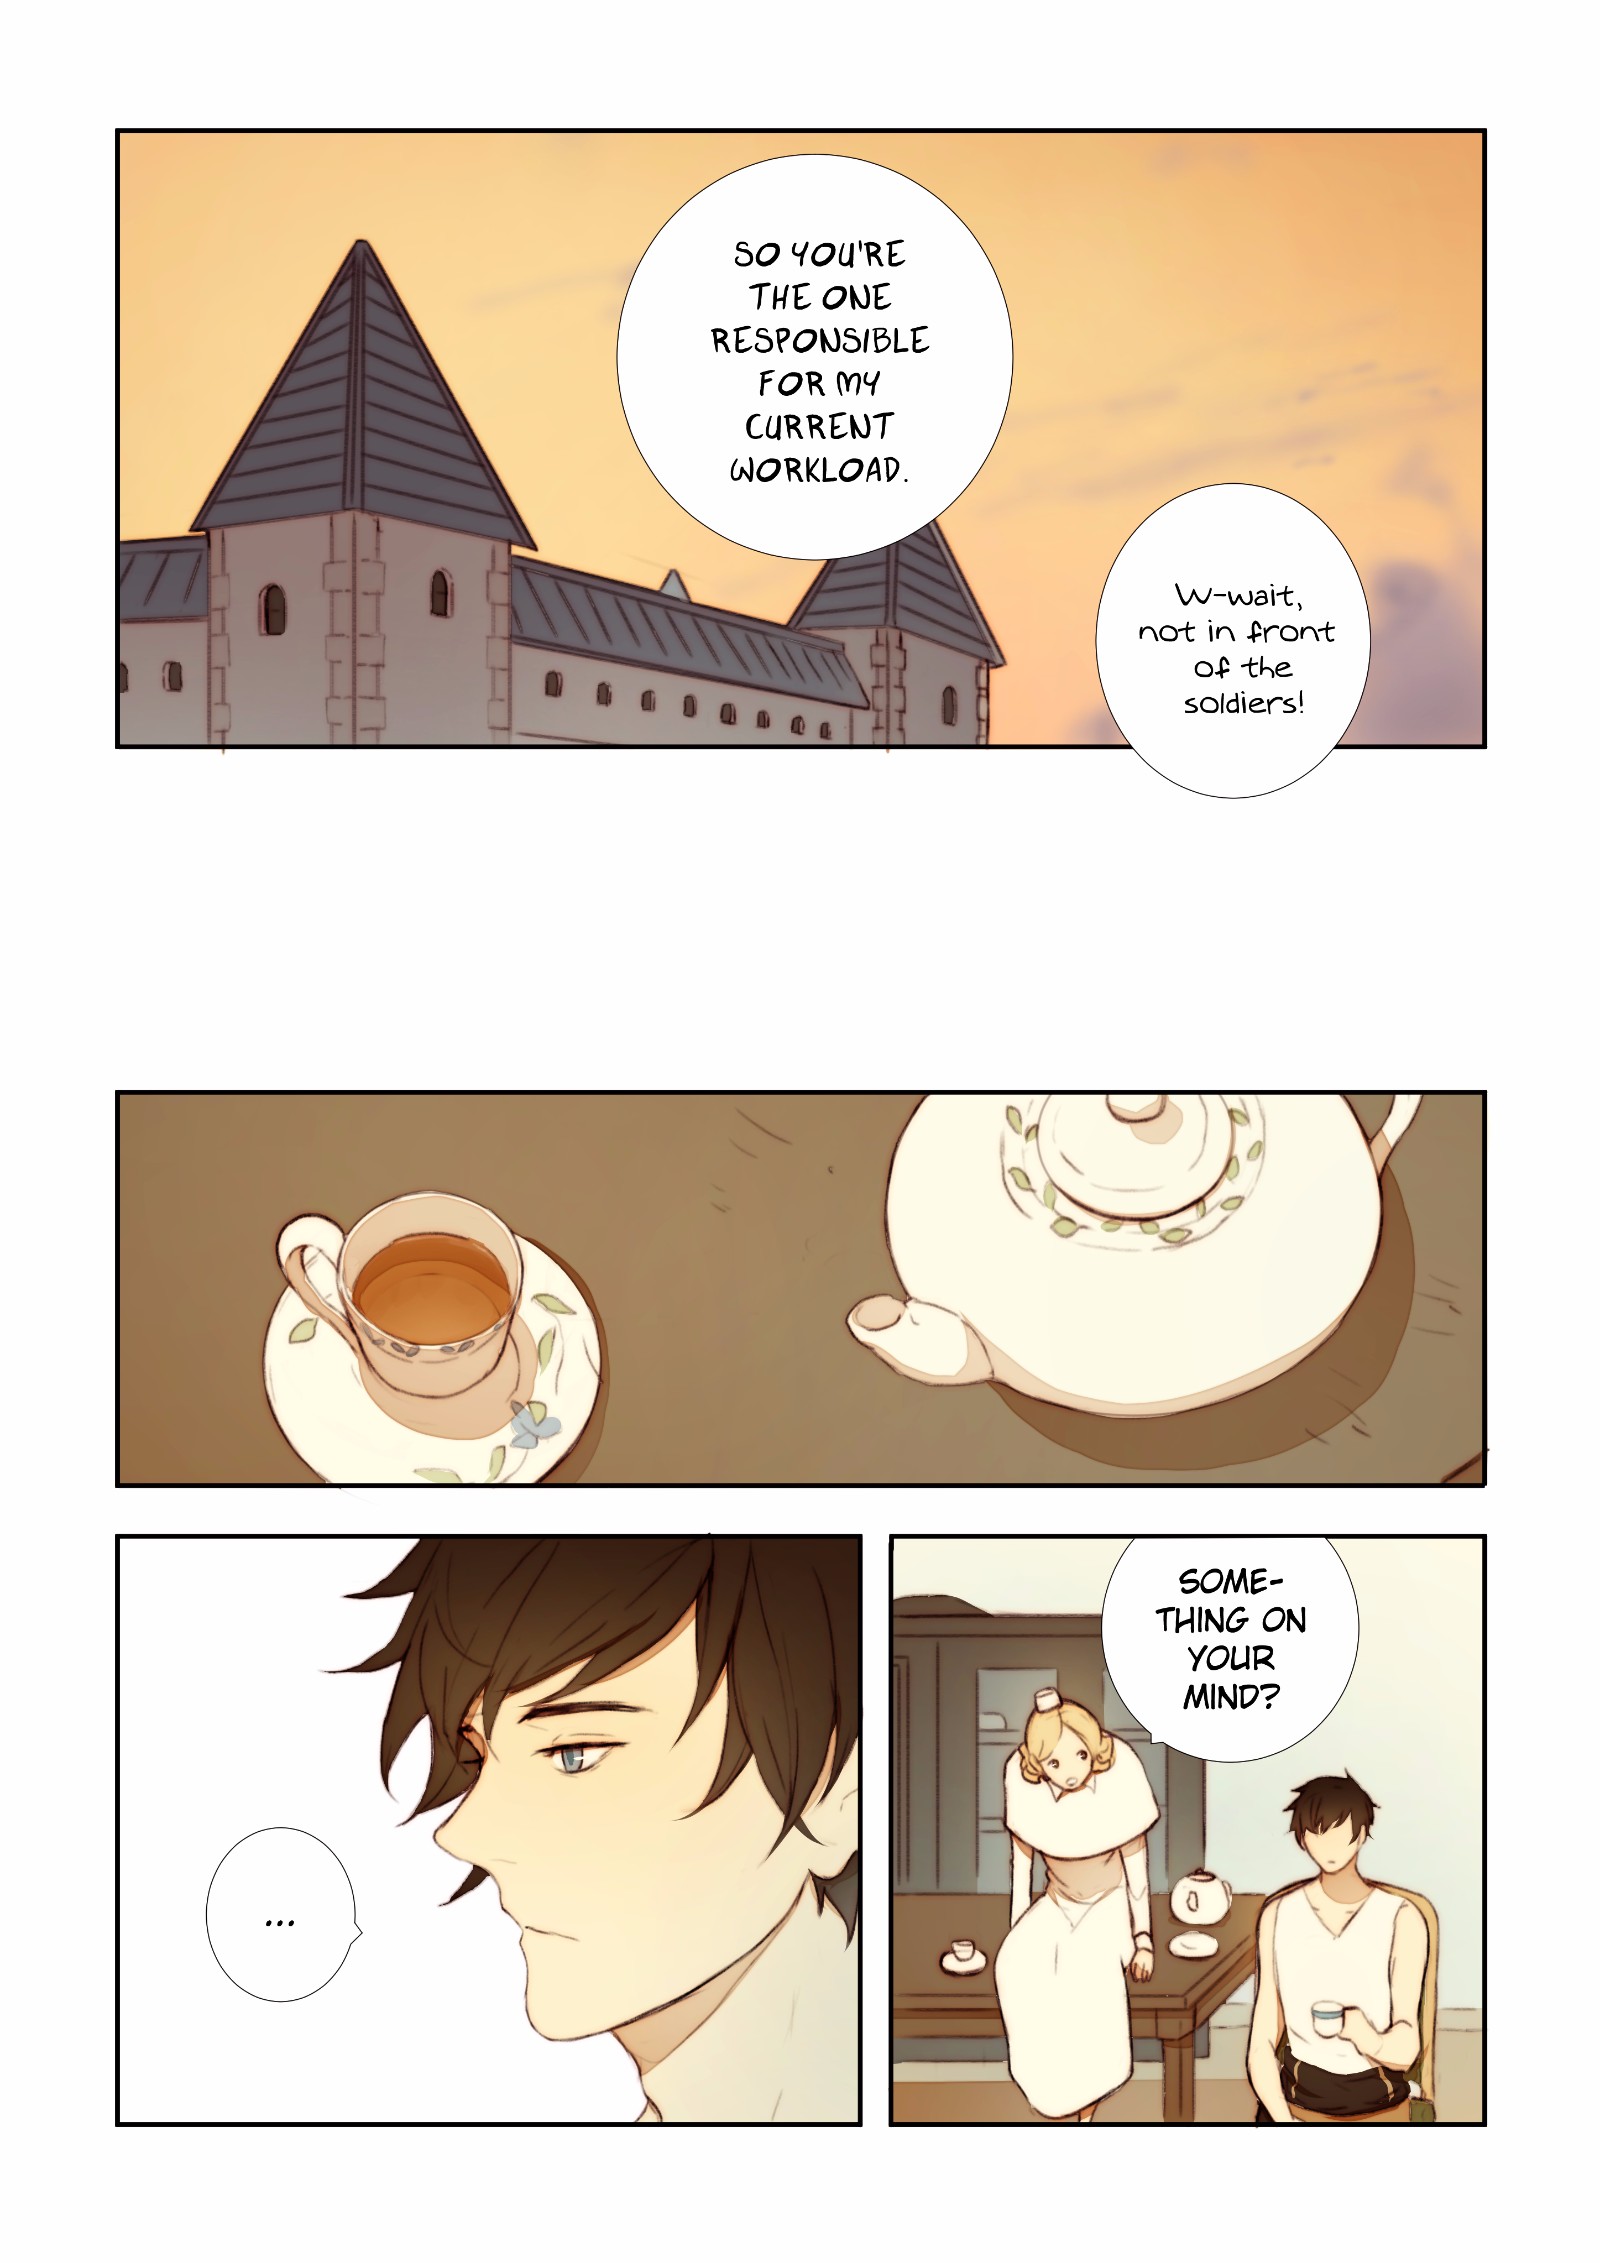 SO YOU'RE
THE ONE
RESPONSIBLE
FOR MY
CURRENT
WORKLOAD.
W-wait,
not in front
of the
soldiers!
...
SOME-
THING ON
YOUR
MIND?